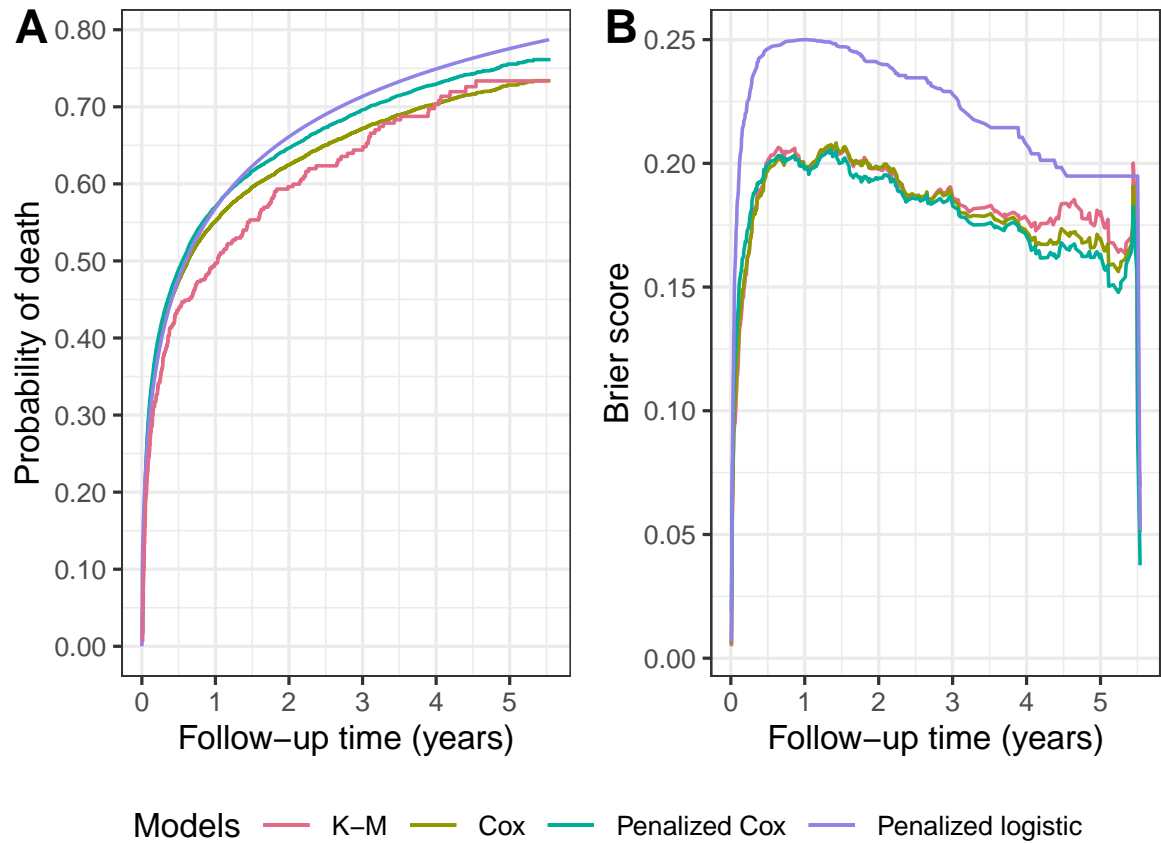 A
0.80
0.70
0.60
0.50
0.40
0.30
0.20
0.10
0.00
Probability of death
0 1 2 3 4 5
Follow−up time (years)
B
0.25
0.20
0.15
0.10
0.05
0.00
Brier score
0 1 2 3 4 5
Follow−up time (years)
Models K−M Cox Penalized Cox Penalized logistic